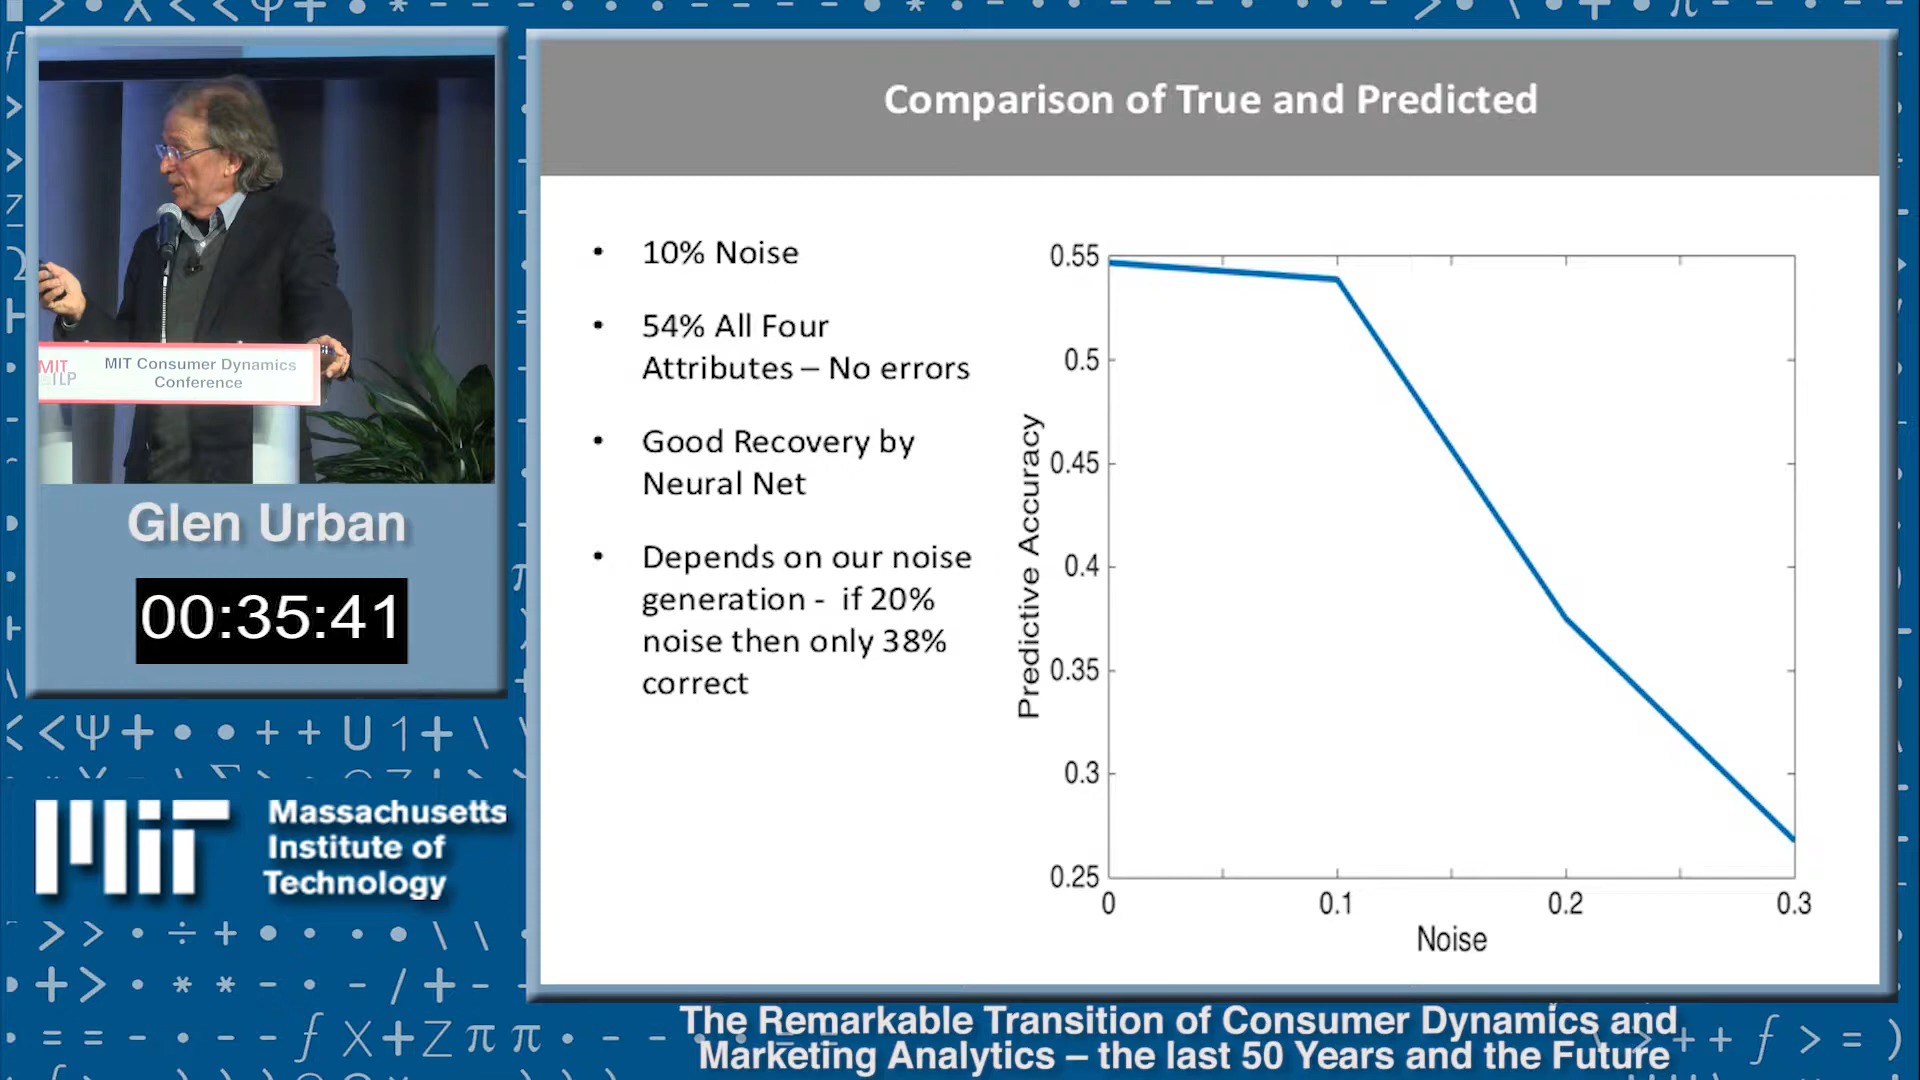 Comparison of True and Predicted
• 10% Noise
• 54% All Four
Attributes – No errors
• Good Recovery by
Neural Net
• Depends on our noise
generation - if 20%
noise then only 38%
correct
Predictive Accuracy
0.55
0.5
0.45
0.4
0.35
0.3
0.25
0
0.1
0.2
0.3
Noise
MIT
ILP
MIT Consumer Dynamics
Conference
Glen Urban
00:35:41
MIT
Massachusetts
Institute of
Technology
The Remarkable Transition of Consumer Dynamics and
Marketing Analytics – the last 50 Years and the Future